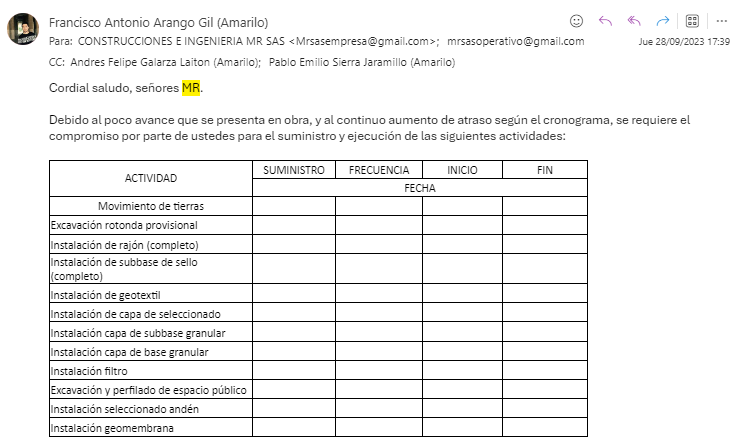 Francisco Antonio Arango Gil (Amarilo)
Para: CONSTRUCCIONES E INGENIERIA MR SAS <Mrsasempresa@gmail.com>; mrsasoperativo@gmail.com
Jue 28/09/2023 17:39
CC: Andres Felipe Galarza Laiton (Amarilo); Pablo Emilio Sierra Jaramillo (Amarilo)
Cordial saludo, señores MR.
Debido al poco avance que se presenta en obra, y al continuo aumento de atraso según el cronograma, se requiere el
compromiso por parte de ustedes para el suministro y ejecución de las siguientes actividades:
ACTIVIDAD SUMINISTRO FRECUENCIA INICIO FIN
FECHA
Movimiento de tierras
Excavación rotonda provisional
Instalación de rajón (completo)
Instalación de subbase de sello
(completo)
Instalación de geotextil
Instalación de capa de seleccionado
Instalación capa de subbase granular
Instalación capa de base granular
Instalación filtro
Excavación y perfilado de espacio público
Instalación seleccionado andén
Instalación geomembrana